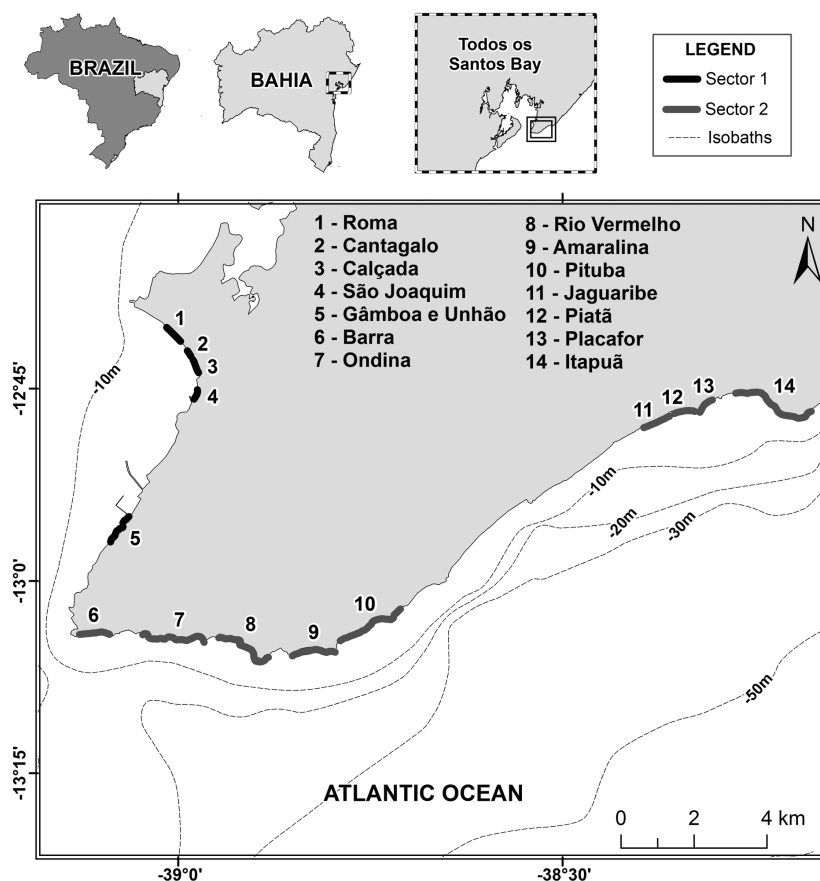 BRAZIL
BAHIA
Todos os
Santos Bay
LEGEND
Sector 1
Sector 2
Isobaths
1 - Roma
2 - Cantagalo
3 - Calçada
4 - São Joaquim
5 - Gâmboa e Unhão
6 - Barra
7 - Ondina
8 - Rio Vermelho
9 - Amaralina
10 - Pituba
11 - Jaguaribe
12 - Piatã
13 - Placafor
14 - Itapuã
N
1
2
3
4
5
6
7
8
9
10
11
12
13
14
-10m
-10m
-20m
-30m
-50m
-12°45'
-13°0'
-13°15'
ATLANTIC OCEAN
0 2 4 km
-39°0' -38°30'